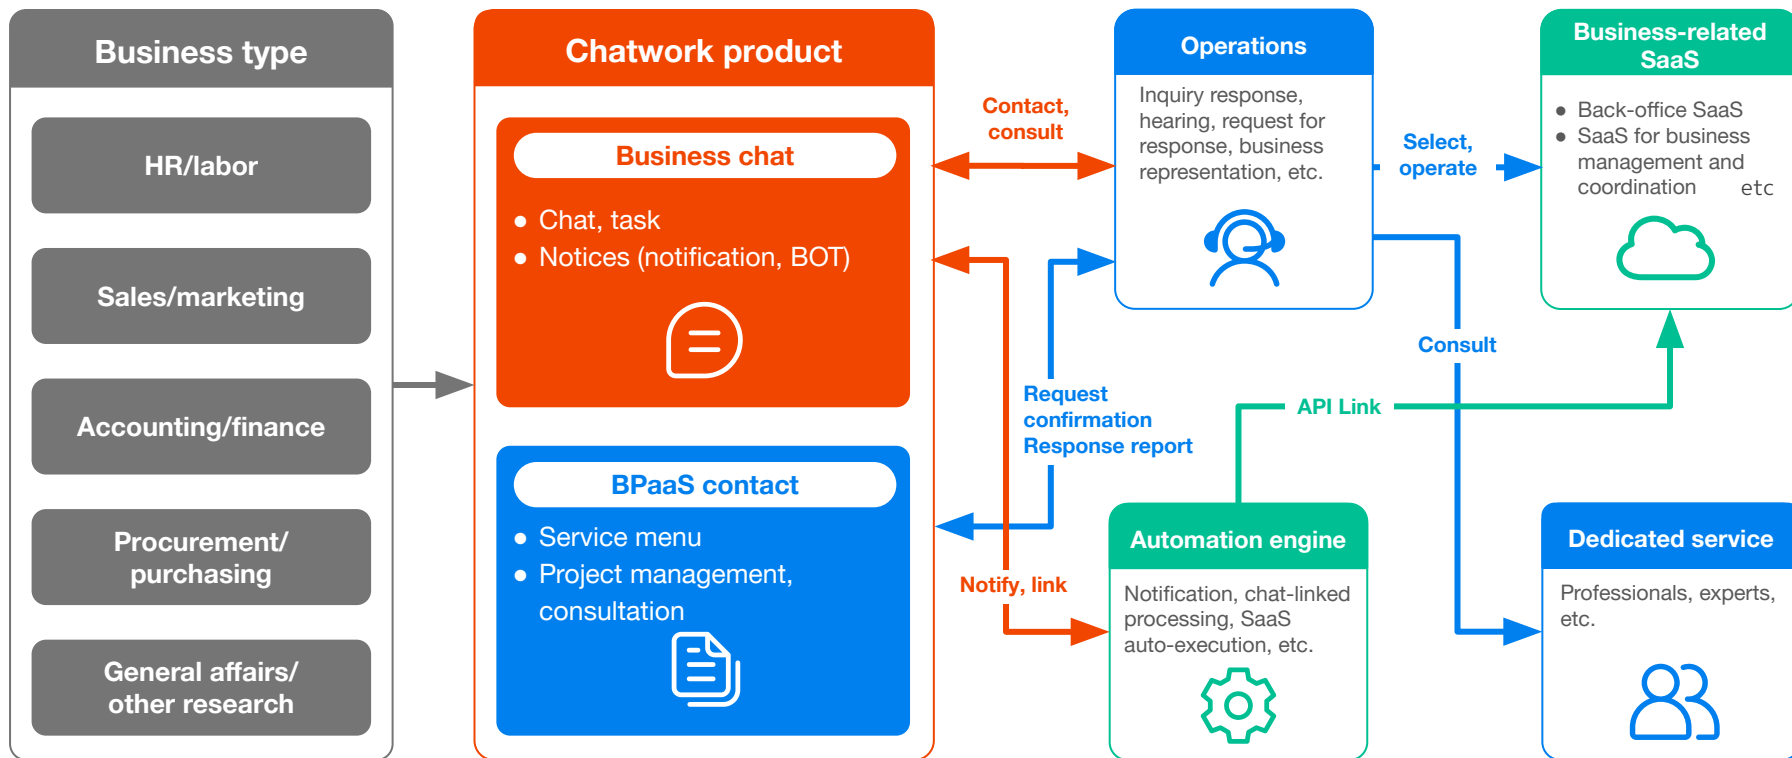 Business type
HR/labor
Sales/marketing
Accounting/finance
Procurement/
purchasing
General affairs/
other research
Chatwork product
Business chat
● Chat, task
● Notices (notification, BOT)
BPaaS contact
● Service menu
● Project management,
consultation
Contact,
consult
Request
confirmation
Response report
Notify, link
Operations
Inquiry response,
hearing, request for
response, business
representation, etc.
Select,
operate
Consult
API Link
Automation engine
Notification, chat-linked
processing, SaaS
auto-execution, etc.
Business-related
SaaS
● Back-office SaaS
● SaaS for business
management and
coordination etc
Dedicated service
Professionals, experts,
etc.